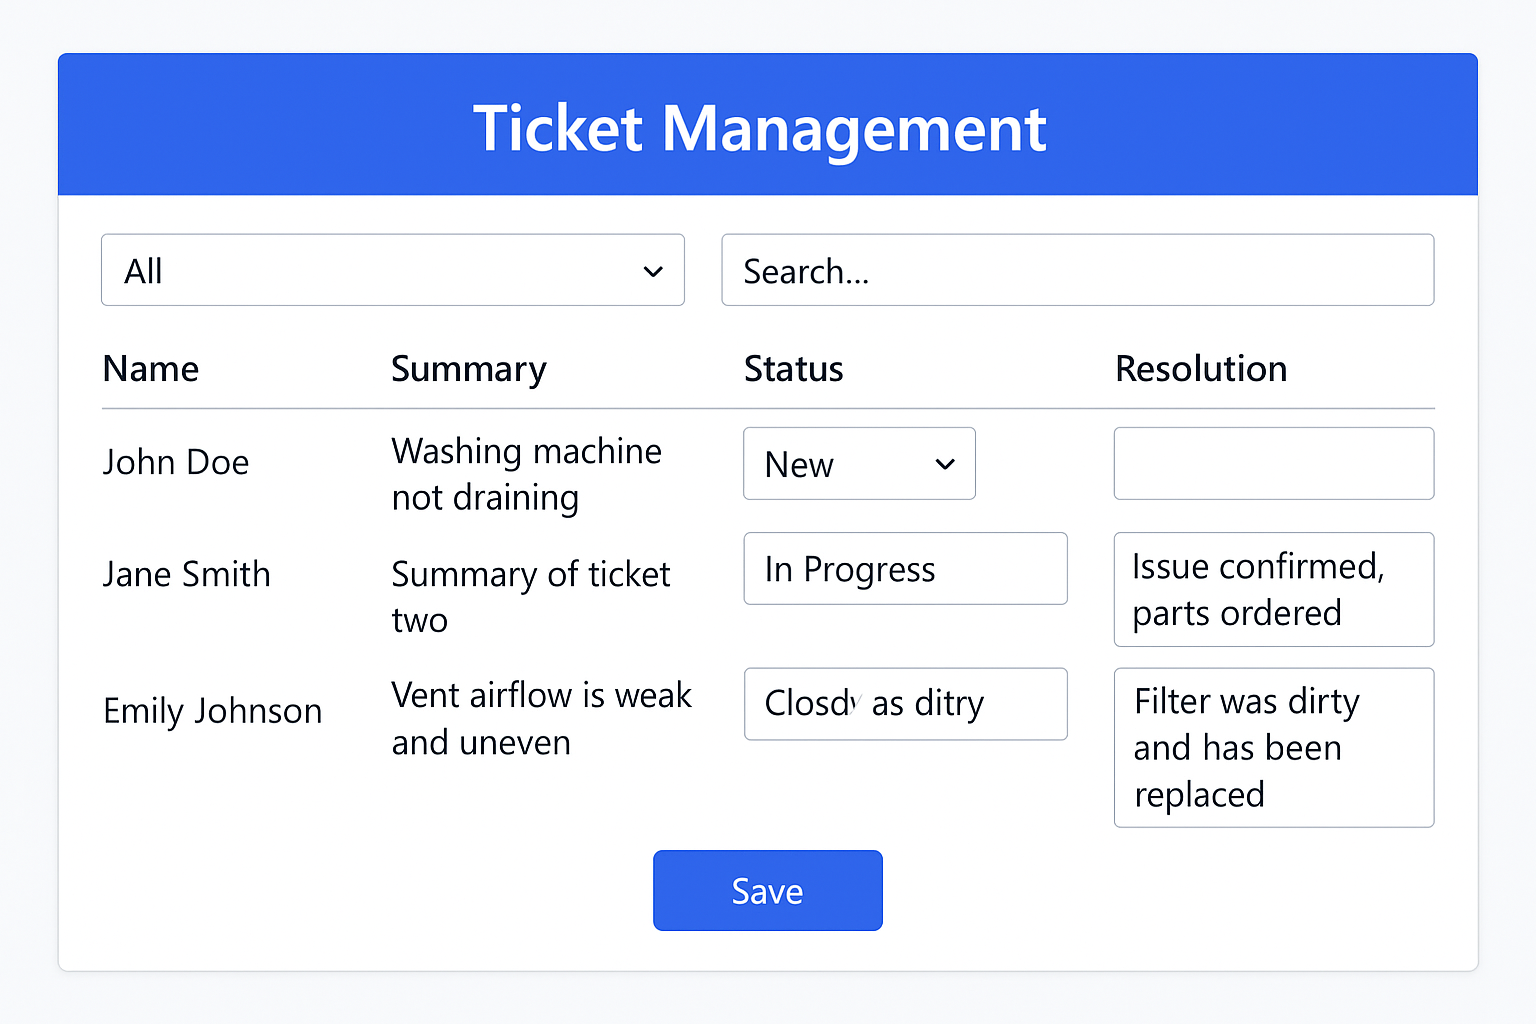 Ticket Management
All
Search...
Name Summary Status Resolution
John Doe
Washing machine
not draining
New
Jane Smith
Summary of ticket
two
In Progress
Issue confirmed,
parts ordered
Emily Johnson
Vent airflow is weak
and uneven
as ditry
Filter was dirty
and has been
replaced
Save